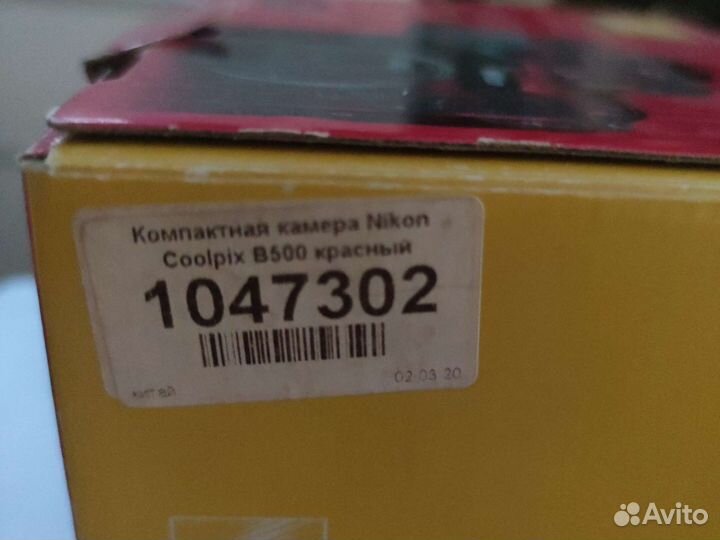 Компактная камера Nikon
Coolpix B500 красный
1047302
02.03.20
китай
Avito